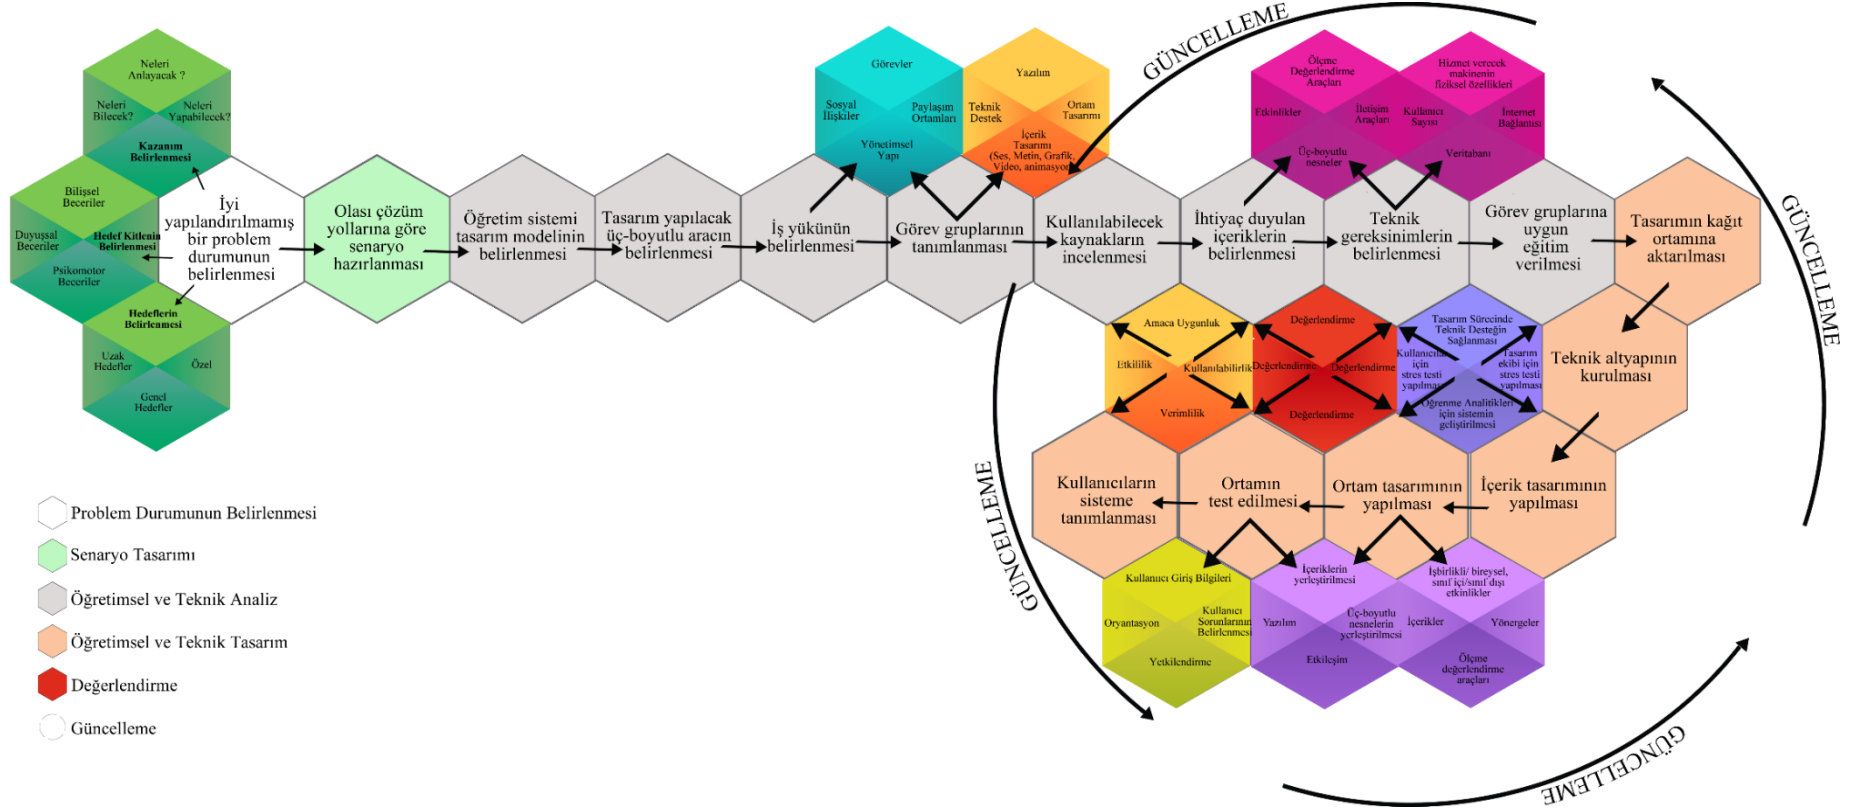 Neleri
Anlayacak ?
Neleri
Bilecek?
Neleri
Yapabilecek?
Kazanım
Belirlenmesi
Bilişsel
Beceriler
Duyuşsal
Beceriler
Hedef Kitlenin
Belirlenmesi
Psikomotor
Beceriler
Hedeflerin
Belirlenmesi
Uzak
Hedefler
Özel
Genel
Hedefler
İyi
yapılandırılmamış
bir problem
durumunun
belirlenmesi
Olası çözüm
yollarına göre
senaryo
hazırlanması
Öğretim sistemi
tasarım modelinin
belirlenmesi
Tasarım yapılacak
üç-boyutlu aracın
belirlenmesi
İş yükünün
belirlenmesi
Görev gruplarının
tanımlanması
Kullanılabilecek
kaynakların
incelenmesi
İhtiyaç duyulan
içeriklerin
belirlenmesi
Teknik
gereksinimlerin
belirlenmesi
Görev gruplarına
uygun
eğitim
verilmesi
Tasarımın kağıt
ortamına
aktarılması
Görevler
Sosyal
İlişkiler
Paylaşım
Ortamları
Yönetimsel
Yapı
Yazılım
Teknik
Destek
Ortam
Tasarımı
İçerik
Tasarımı
(Ses, Metin, Grafik,
Video, animasyon)
GÜNCELLEME
Ölçme
Değerlendirme
Araçları
Etkinlikler
İletişim
Araçları
Üç-boyutlu
nesneler
Hizmet verecek
makinenin
fiziksel özellikleri
Kullanıcı
Sayısı
İnternet
Bağlantısı
Veritabanı
GÜNCELLEME
Amaca Uygunluk
Etkililik
Kullanılabilirlik
Verimlilik
Değerlendirme
Değerlendirme
Değerlendirme
Değerlendirme
Tasarım Sürecinde
Teknik Desteğin
Sağlanması
Kullanıcılar
için
stres testi
yapılması
Tasarım
ekibi için
stres testi
yapılması
Öğrenme Analitikleri
için sistemin
geliştirilmesi
Teknik altyapının
kurulması
Kullanıcıların
sisteme
tanımlanması
Ortamın
test edilmesi
Ortam tasarımının
yapılması
İçerik tasarımının
yapılması
GÜNCELLEME
Kullanıcı Giriş Bilgileri
Oryantasyon
Kullanıcı
Sorunlarının
Belirlenmesi
Yetkilendirme
İçeriklerin
yerleştirilmesi
Yazılım
Üç-boyutlu
nesnelerin
yerleştirilmesi
Etkileşim
İşbirlikli/ bireysel,
sınıf içi/sınıf dışı
etkinlikler
İçerikler
Yönergeler
Ölçme
değerlendirme
araçları
GÜNCELLEME
Problem Durumunun Belirlenmesi
Senaryo Tasarımı
Öğretimsel ve Teknik Analiz
Öğretimsel ve Teknik Tasarım
Değerlendirme
Güncelleme